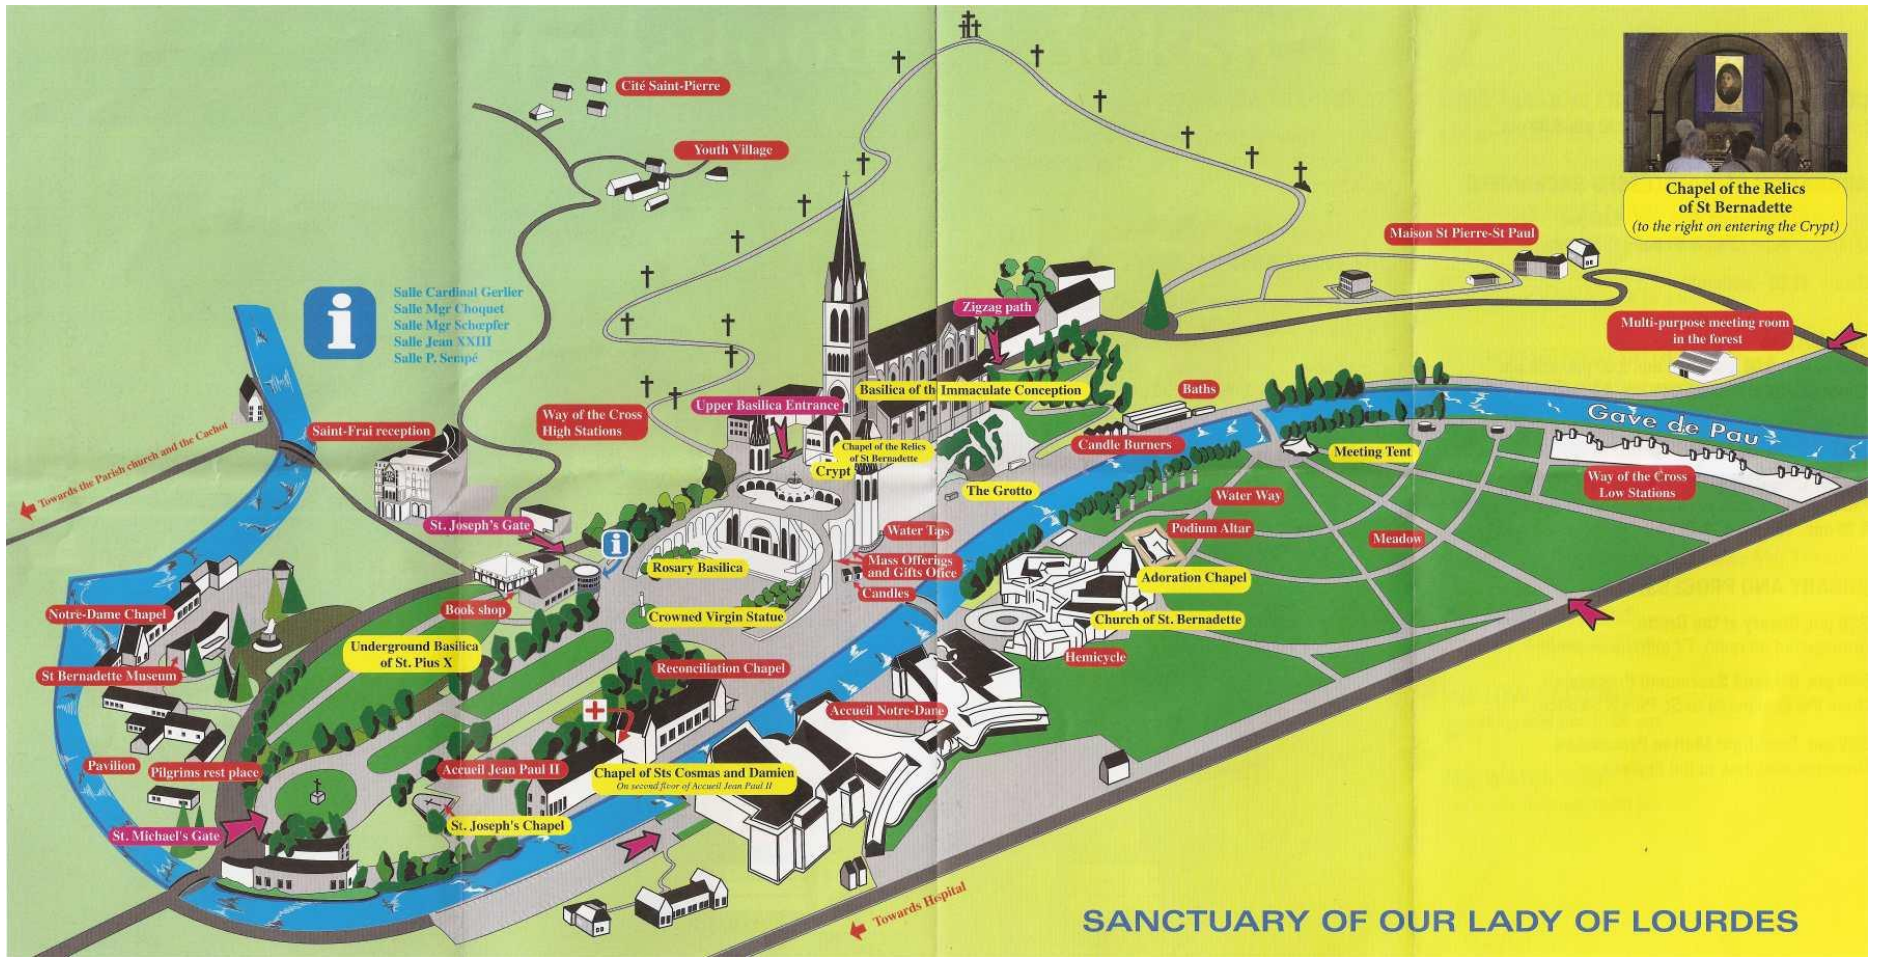 Cité Saint-Pierre
Youth Village
Chapel of the Relics
of St Bernadette
(to the right on entering the Crypt)
Maison St Pierre-St Paul
Salle Cardinal Gerlier
Salle Mgr Choquet
Salle Mgr Schœpfer
Salle Jean XXIII
Salle P. Sempé
i
Zigzag path
Multi-purpose meeting room
in the forest
Basilica of th Immaculate Conception
Baths
Upper Basilica Entrance
Way of the Cross
High Stations
Gave de Pau
Saint-Frai reception
Towards the Parish church and the Cachot
Candle Burners
Chapel of the Relics
of St Bernadette
Crypt
Meeting Tent
Way of the Cross
Low Stations
The Grotto
Water Way
St. Joseph's Gate
Water Taps
Podium Altar
Meadow
i
Rosary Basilica
Mass Offerings
and Gifts Ofice
Candles
Adoration Chapel
Notre-Dame Chapel
Book shop
Crowned Virgin Statue
Church of St. Bernadette
Underground Basilica
of St. Pius X
Hemicycle
St Bernadette Museum
Reconciliation Chapel
Accueil Notre-Dane
Pavilion
Pilgrims rest place
Accueil Jean Paul II
Chapel of Sts Cosmas and Damien
On second floor of Accueil Jean Paul II
St. Michael's Gate
St. Joseph's Chapel
Towards Hospital
SANCTUARY OF OUR LADY OF LOURDES